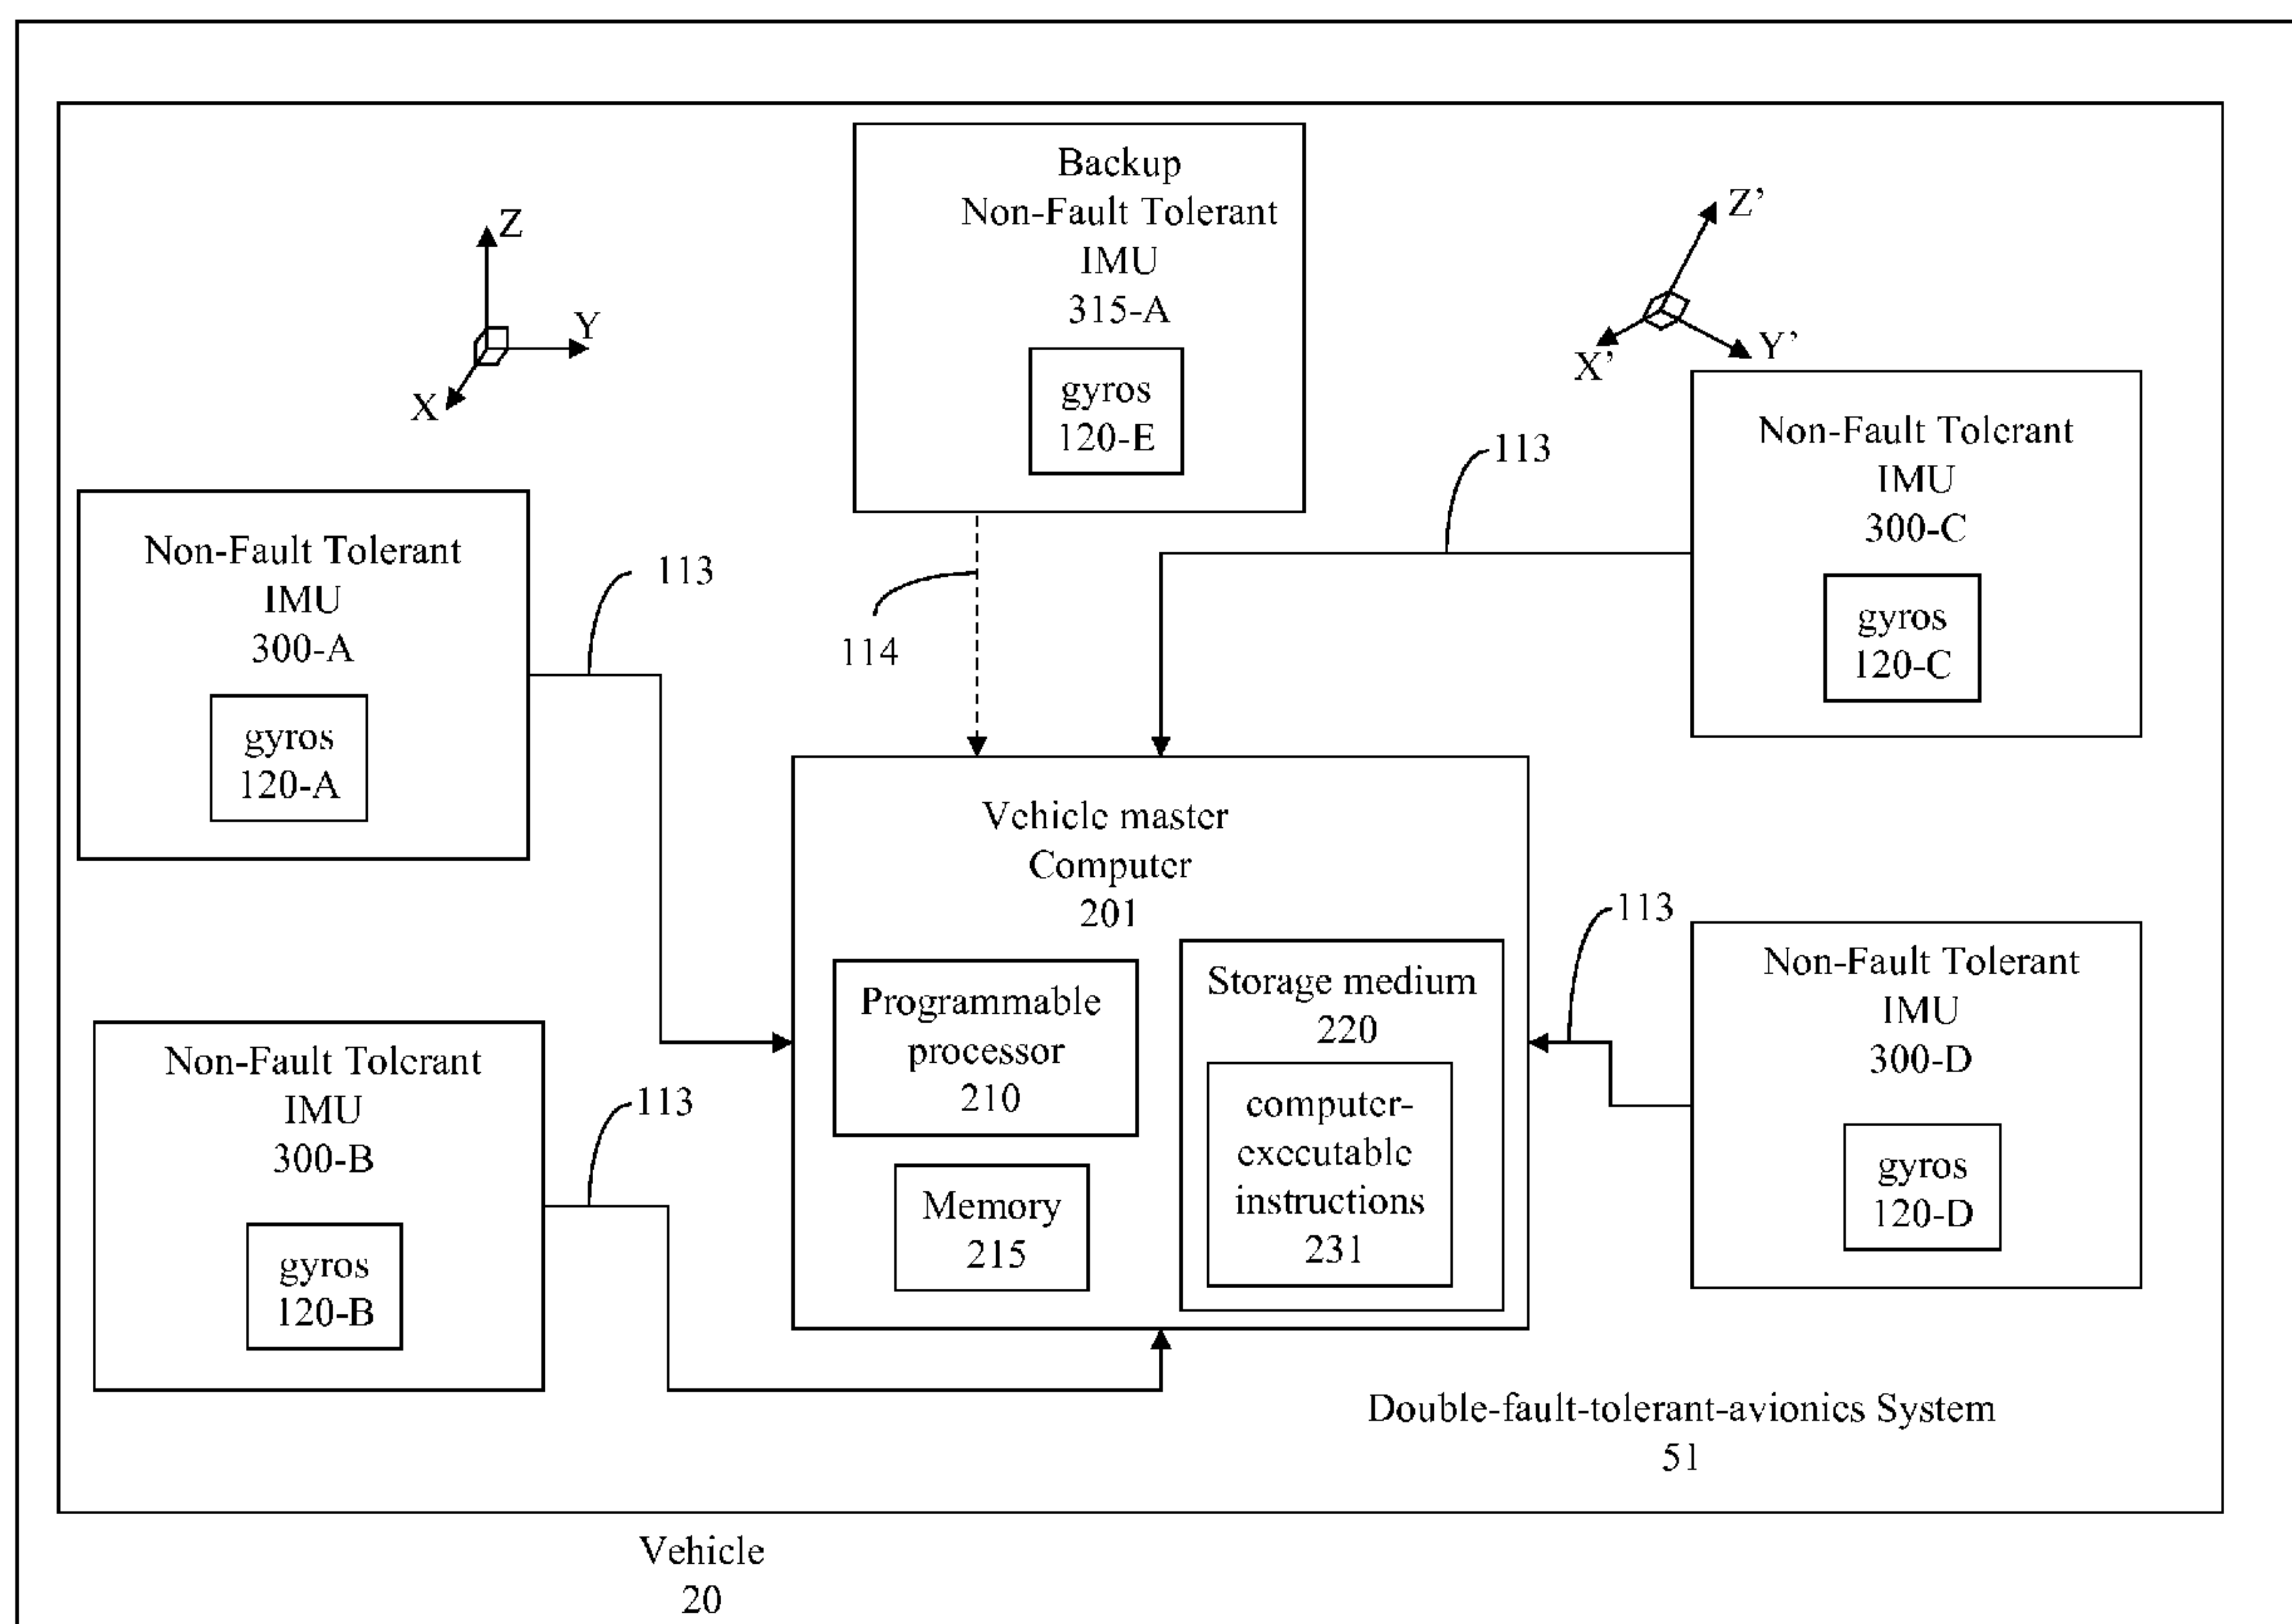 Backup
Non-Fault Tolerant
IMU
315-A
gyros
120-E
Z
Y
X
Z’
Y’
X’
Non-Fault Tolerant
IMU
300-A
gyros
120-A
113
114
113
Non-Fault Tolerant
IMU
300-C
gyros
120-C
Vehicle master
Computer
201
Programmable
processor
210
Memory
215
Storage medium
220
computer-
executable
instructions
231
Non-Fault Tolerant
IMU
300-B
gyros
120-B
113
113
Non-Fault Tolerant
IMU
300-D
gyros
120-D
Double-fault-tolerant-avionics System
51
Vehicle
20